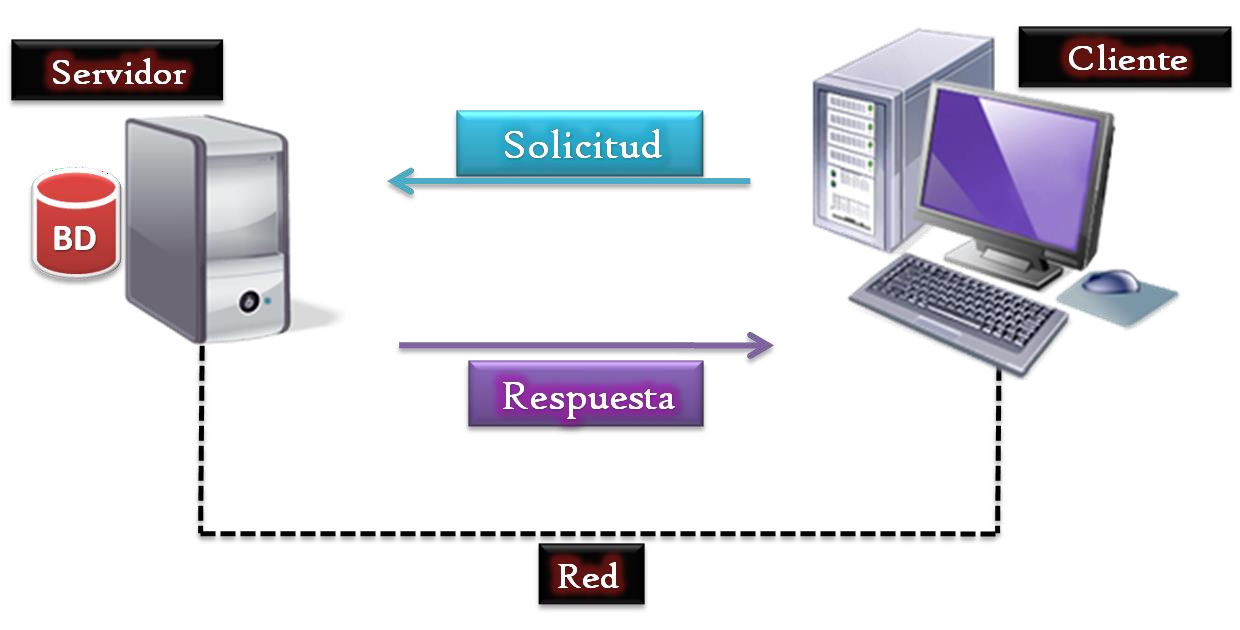 Servidor
Cliente
Solicitud
BD
Respuesta
Red